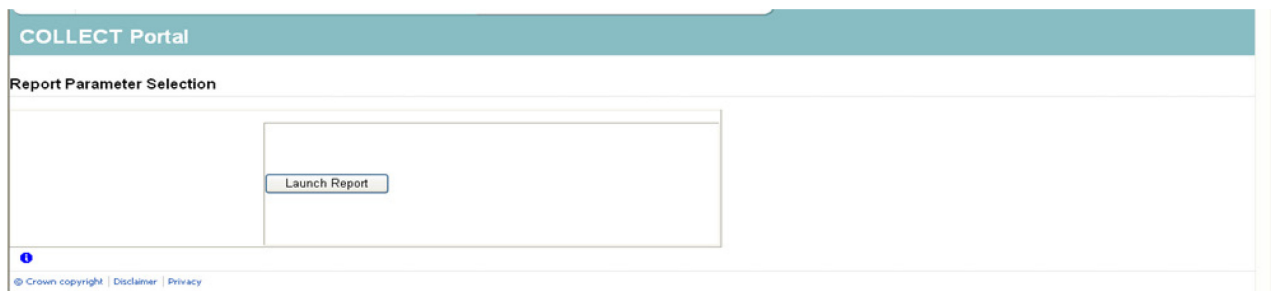 COLLECT Portal
Report Parameter Selection
Launch Report
© Crown copyright | Disclaimer | Privacy